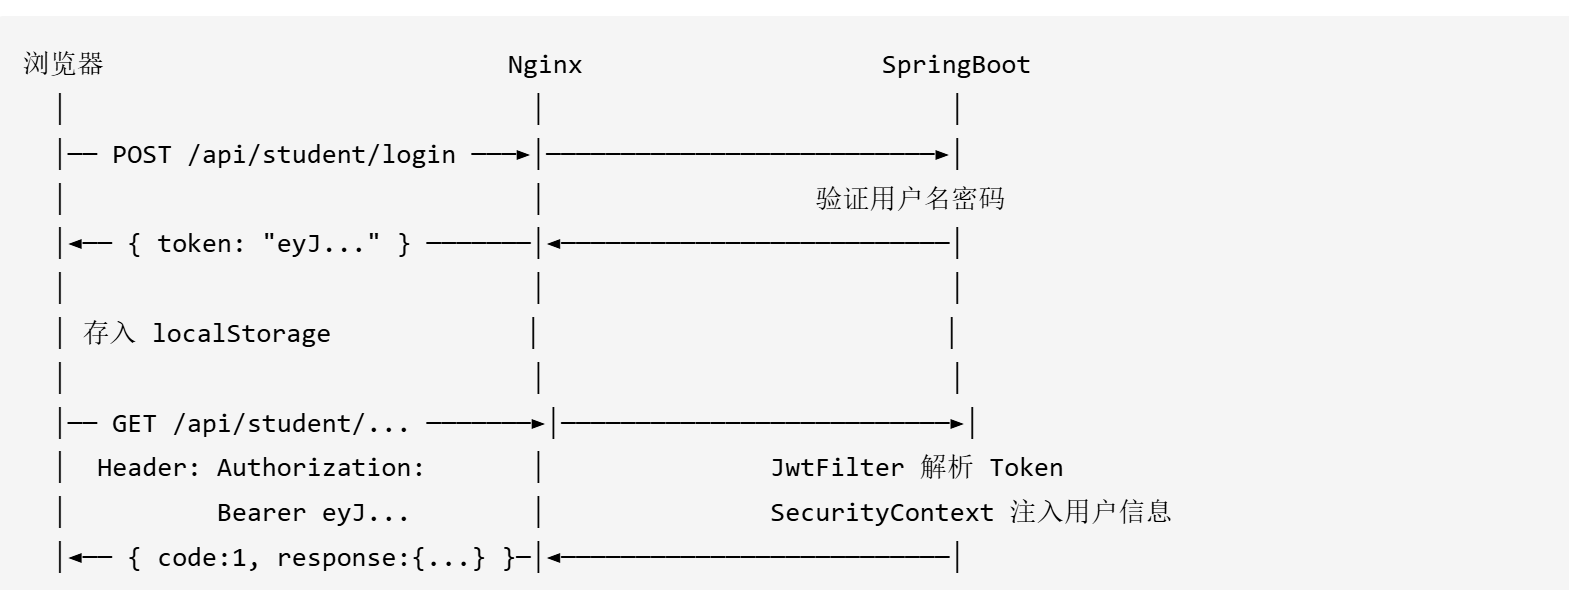 浏览器 Nginx SpringBoot
POST /api/student/login
验证用户名密码
{ token: "eyJ..." }
存入 localStorage
GET /api/student/...
Header: Authorization: JwtFilter 解析 Token
Bearer eyJ... SecurityContext 注入用户信息
{ code:1, response:{...} }